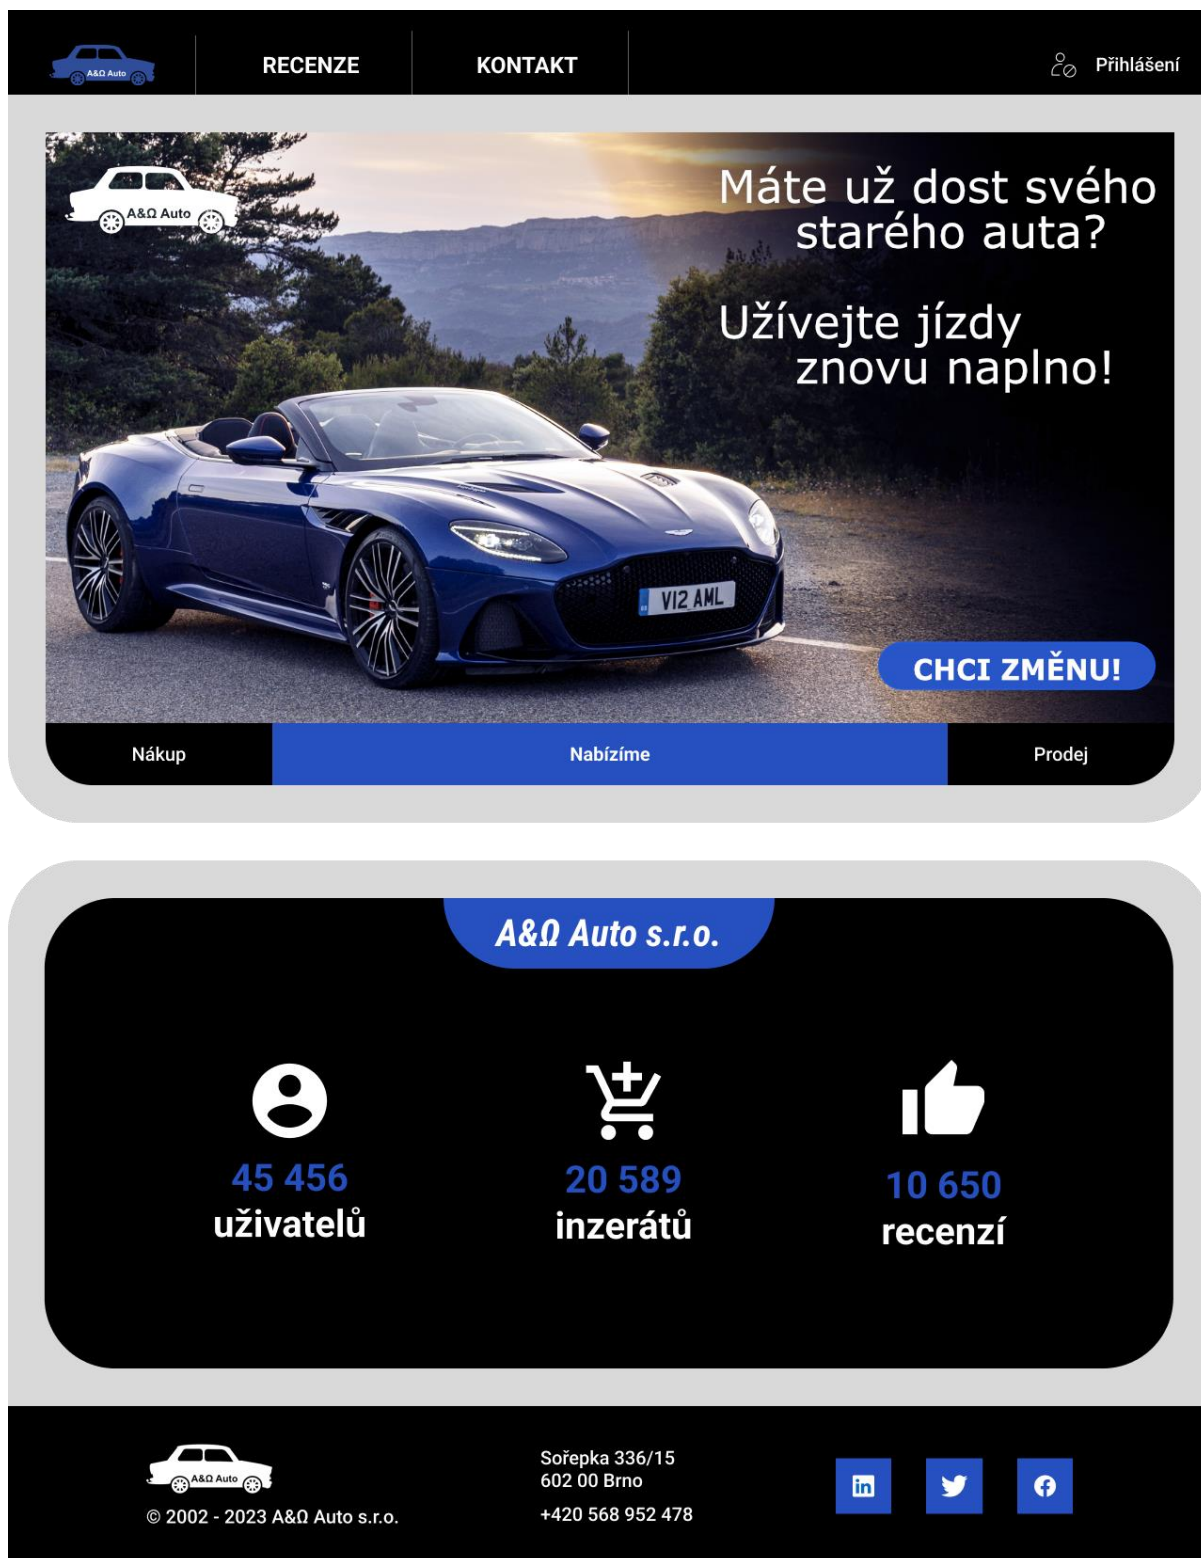 A&Ω Auto
RECENZE
KONTAKT
Přihlášení
A&Ω Auto
Máte už dost svého
starého auta?
Užívejte jízdy
znovu naplno!
V12 AML
CHCI ZMĚNU!
Nákup
Nabízíme
Prodej
A&Ω Auto s.r.o.
45 456
uživatelů
20 589
inzerátů
10 650
recenzí
A&Ω Auto
© 2002 - 2023 A&Ω Auto s.r.o.
Sořepka 336/15
602 00 Brno
+420 568 952 478
in